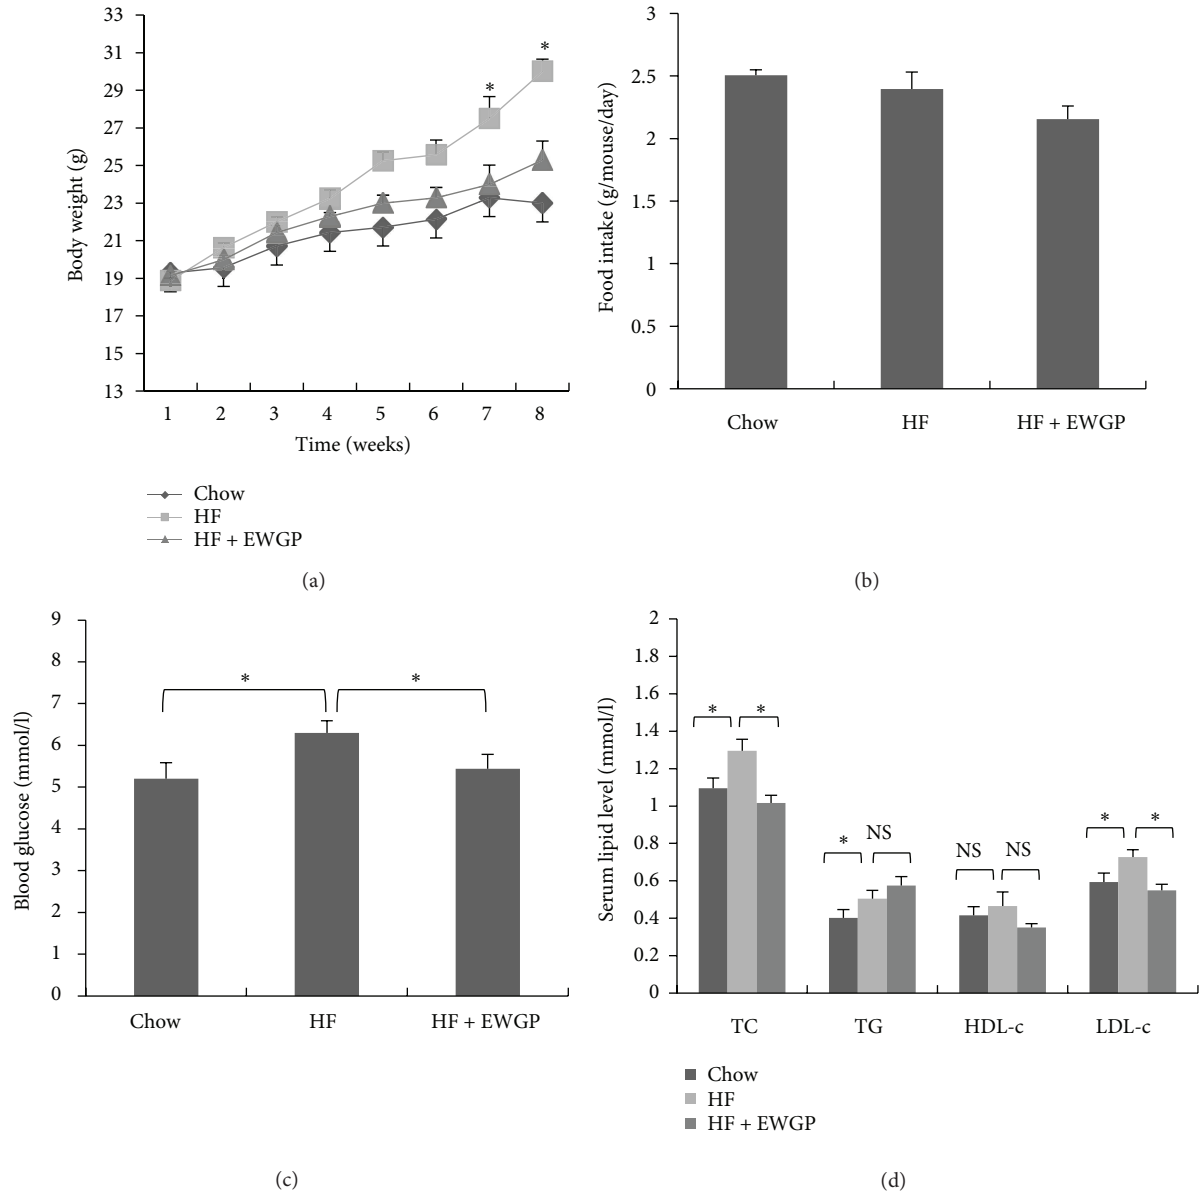 33
31
29
27
25
23
21
19
17
15
13
Body weight (g)
*
*
1 2 3 4 5 6 7 8
Time (weeks)
Chow
HF
HF + EWGP
(a)
3
2.5
2
1.5
1
0.5
0
Food intake (g/mouse/day)
Chow HF HF + EWGP
(b)
9
8
7
6
5
4
3
2
1
0
Blood glucose (mmol/l)
* *
Chow HF HF + EWGP
(c)
2
1.8
1.6
1.4
1.2
1
0.8
0.6
0.4
0.2
0
Serum lipid level (mmol/l)
* *
* NS
NS NS
* *
TC TG HDL-c LDL-c
Chow
HF
HF + EWGP
(d)